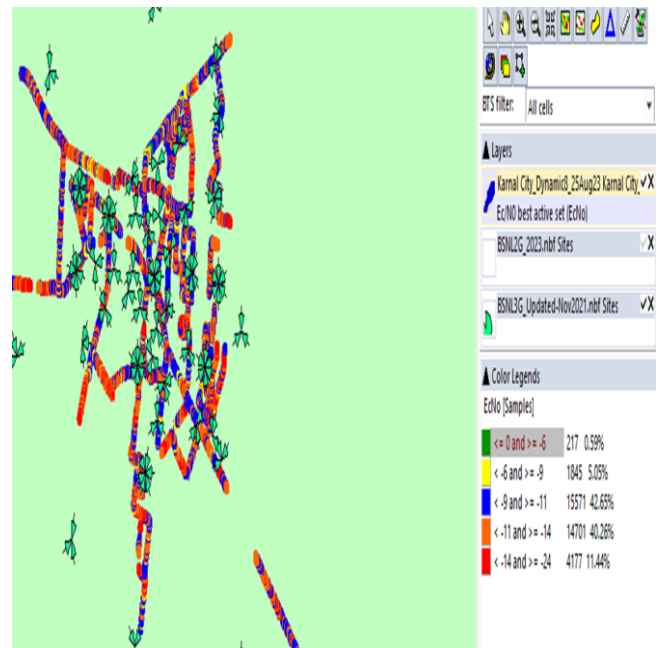 BTS filter: All cells
Layers
Karnal City_Dynamic8_25Aug23 Karnal City_
Ec/N0 best active set (EcNo)
BSNL2G_2023.nbf Sites
BSNL3G_Updated-Nov2021.nbf Sites
Color Legends
EcNo [Samples]
<= 0 and >= -6 217 0.59%
< -6 and >= -9 1845 5.05%
< -9 and >= -11 15571 42.65%
< -11 and >= -14 14701 40.26%
< -14 and >= -24 4177 11.44%